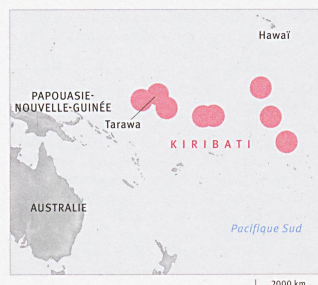 Hawaï
PAPOUASIE-
NOUVELLE-GUINÉE
Tarawa
KIRIBATI
AUSTRALIE
Pacifique Sud
2000 km